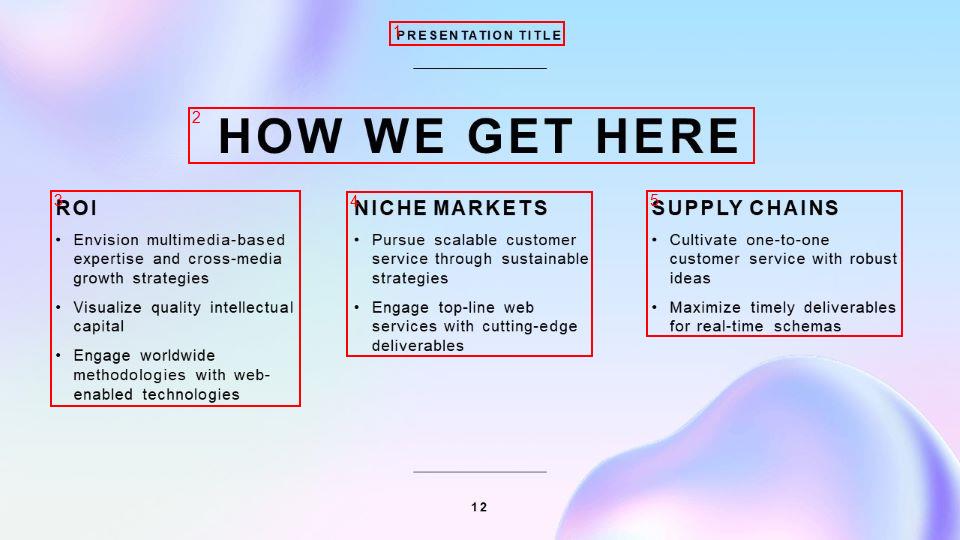 PRESENTATION TITLE
HOW WE GET HERE
ROI
• Envision multimedia-based
expertise and cross-media
growth strategies
• Visualize quality intellectual
capital
• Engage worldwide
methodologies with web-
enabled technologies
NICHE MARKETS
• Pursue scalable customer
service through sustainable
strategies
• Engage top-line web
services with cutting-edge
deliverables
SUPPLY CHAINS
• Cultivate one-to-one
customer service with robust
ideas
• Maximize timely deliverables
for real-time schemas
12
1
2
3
4
5